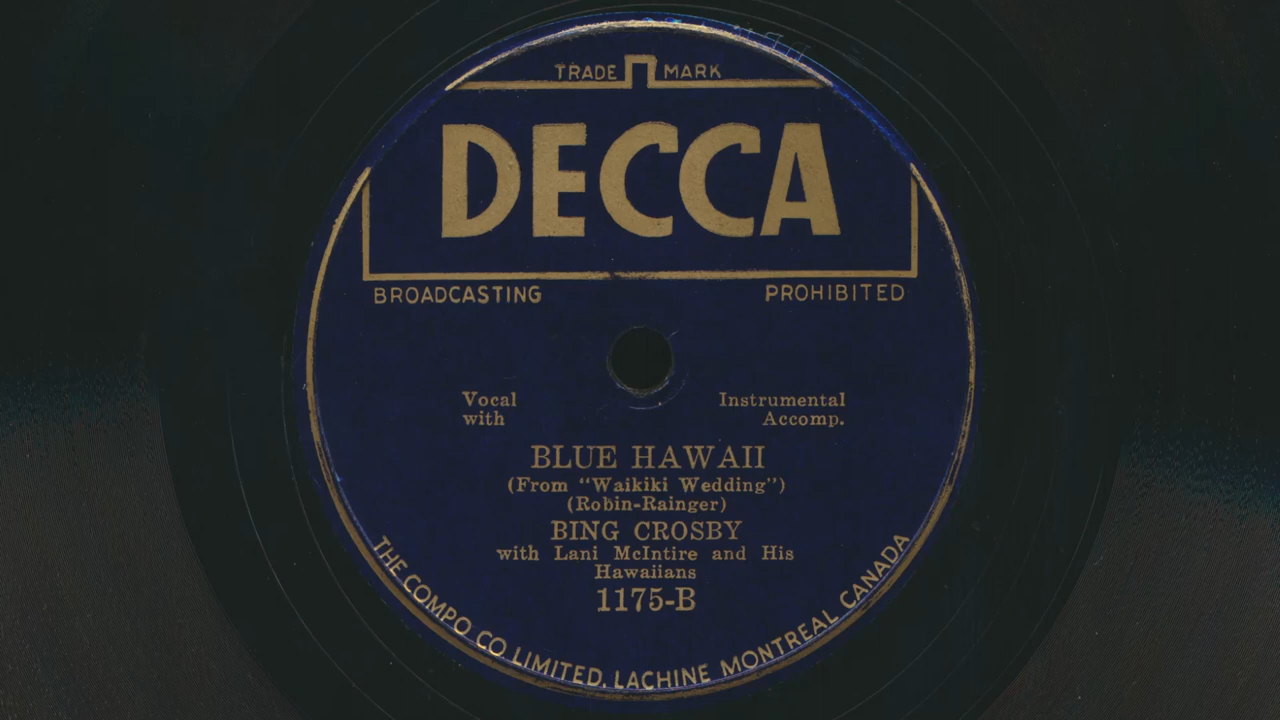 TRADE MARK
DECCA
BROADCASTING PROHIBITED
Vocal Instrumental
with Accomp.
BLUE HAWAII
(From "Waikiki Wedding")
(Robin-Rainger)
BING CROSBY
with Lani McIntire and His
Hawaiians
1175-B
THE COMPO CO LIMITED, LACHINE MONTREAL CANADA